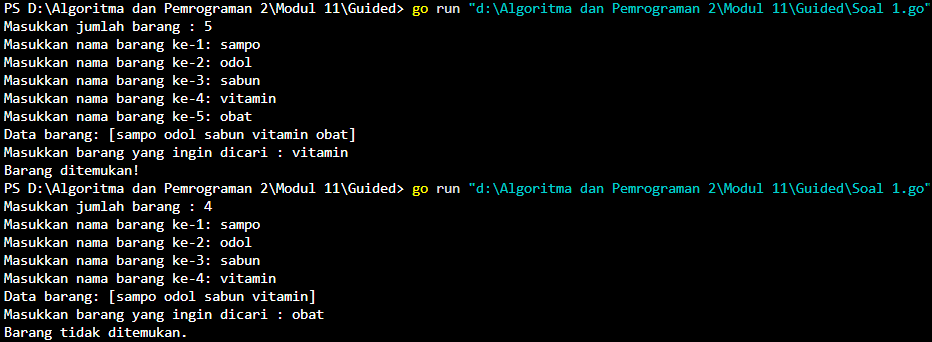 PS D:\Algoritma dan Pemrograman 2\Modul 11\Guided> go run "d:\Algoritma dan Pemrograman 2\Modul 11\Guided\Soal 1.go"
Masukkan jumlah barang : 5
Masukkan nama barang ke-1: sampo
Masukkan nama barang ke-2: odol
Masukkan nama barang ke-3: sabun
Masukkan nama barang ke-4: vitamin
Masukkan nama barang ke-5: obat
Data barang: [sampo odol sabun vitamin obat]
Masukkan barang yang ingin dicari : vitamin
Barang ditemukan!
PS D:\Algoritma dan Pemrograman 2\Modul 11\Guided> go run "d:\Algoritma dan Pemrograman 2\Modul 11\Guided\Soal 1.go"
Masukkan jumlah barang : 4
Masukkan nama barang ke-1: sampo
Masukkan nama barang ke-2: odol
Masukkan nama barang ke-3: sabun
Masukkan nama barang ke-4: vitamin
Data barang: [sampo odol sabun vitamin]
Masukkan barang yang ingin dicari : obat
Barang tidak ditemukan.